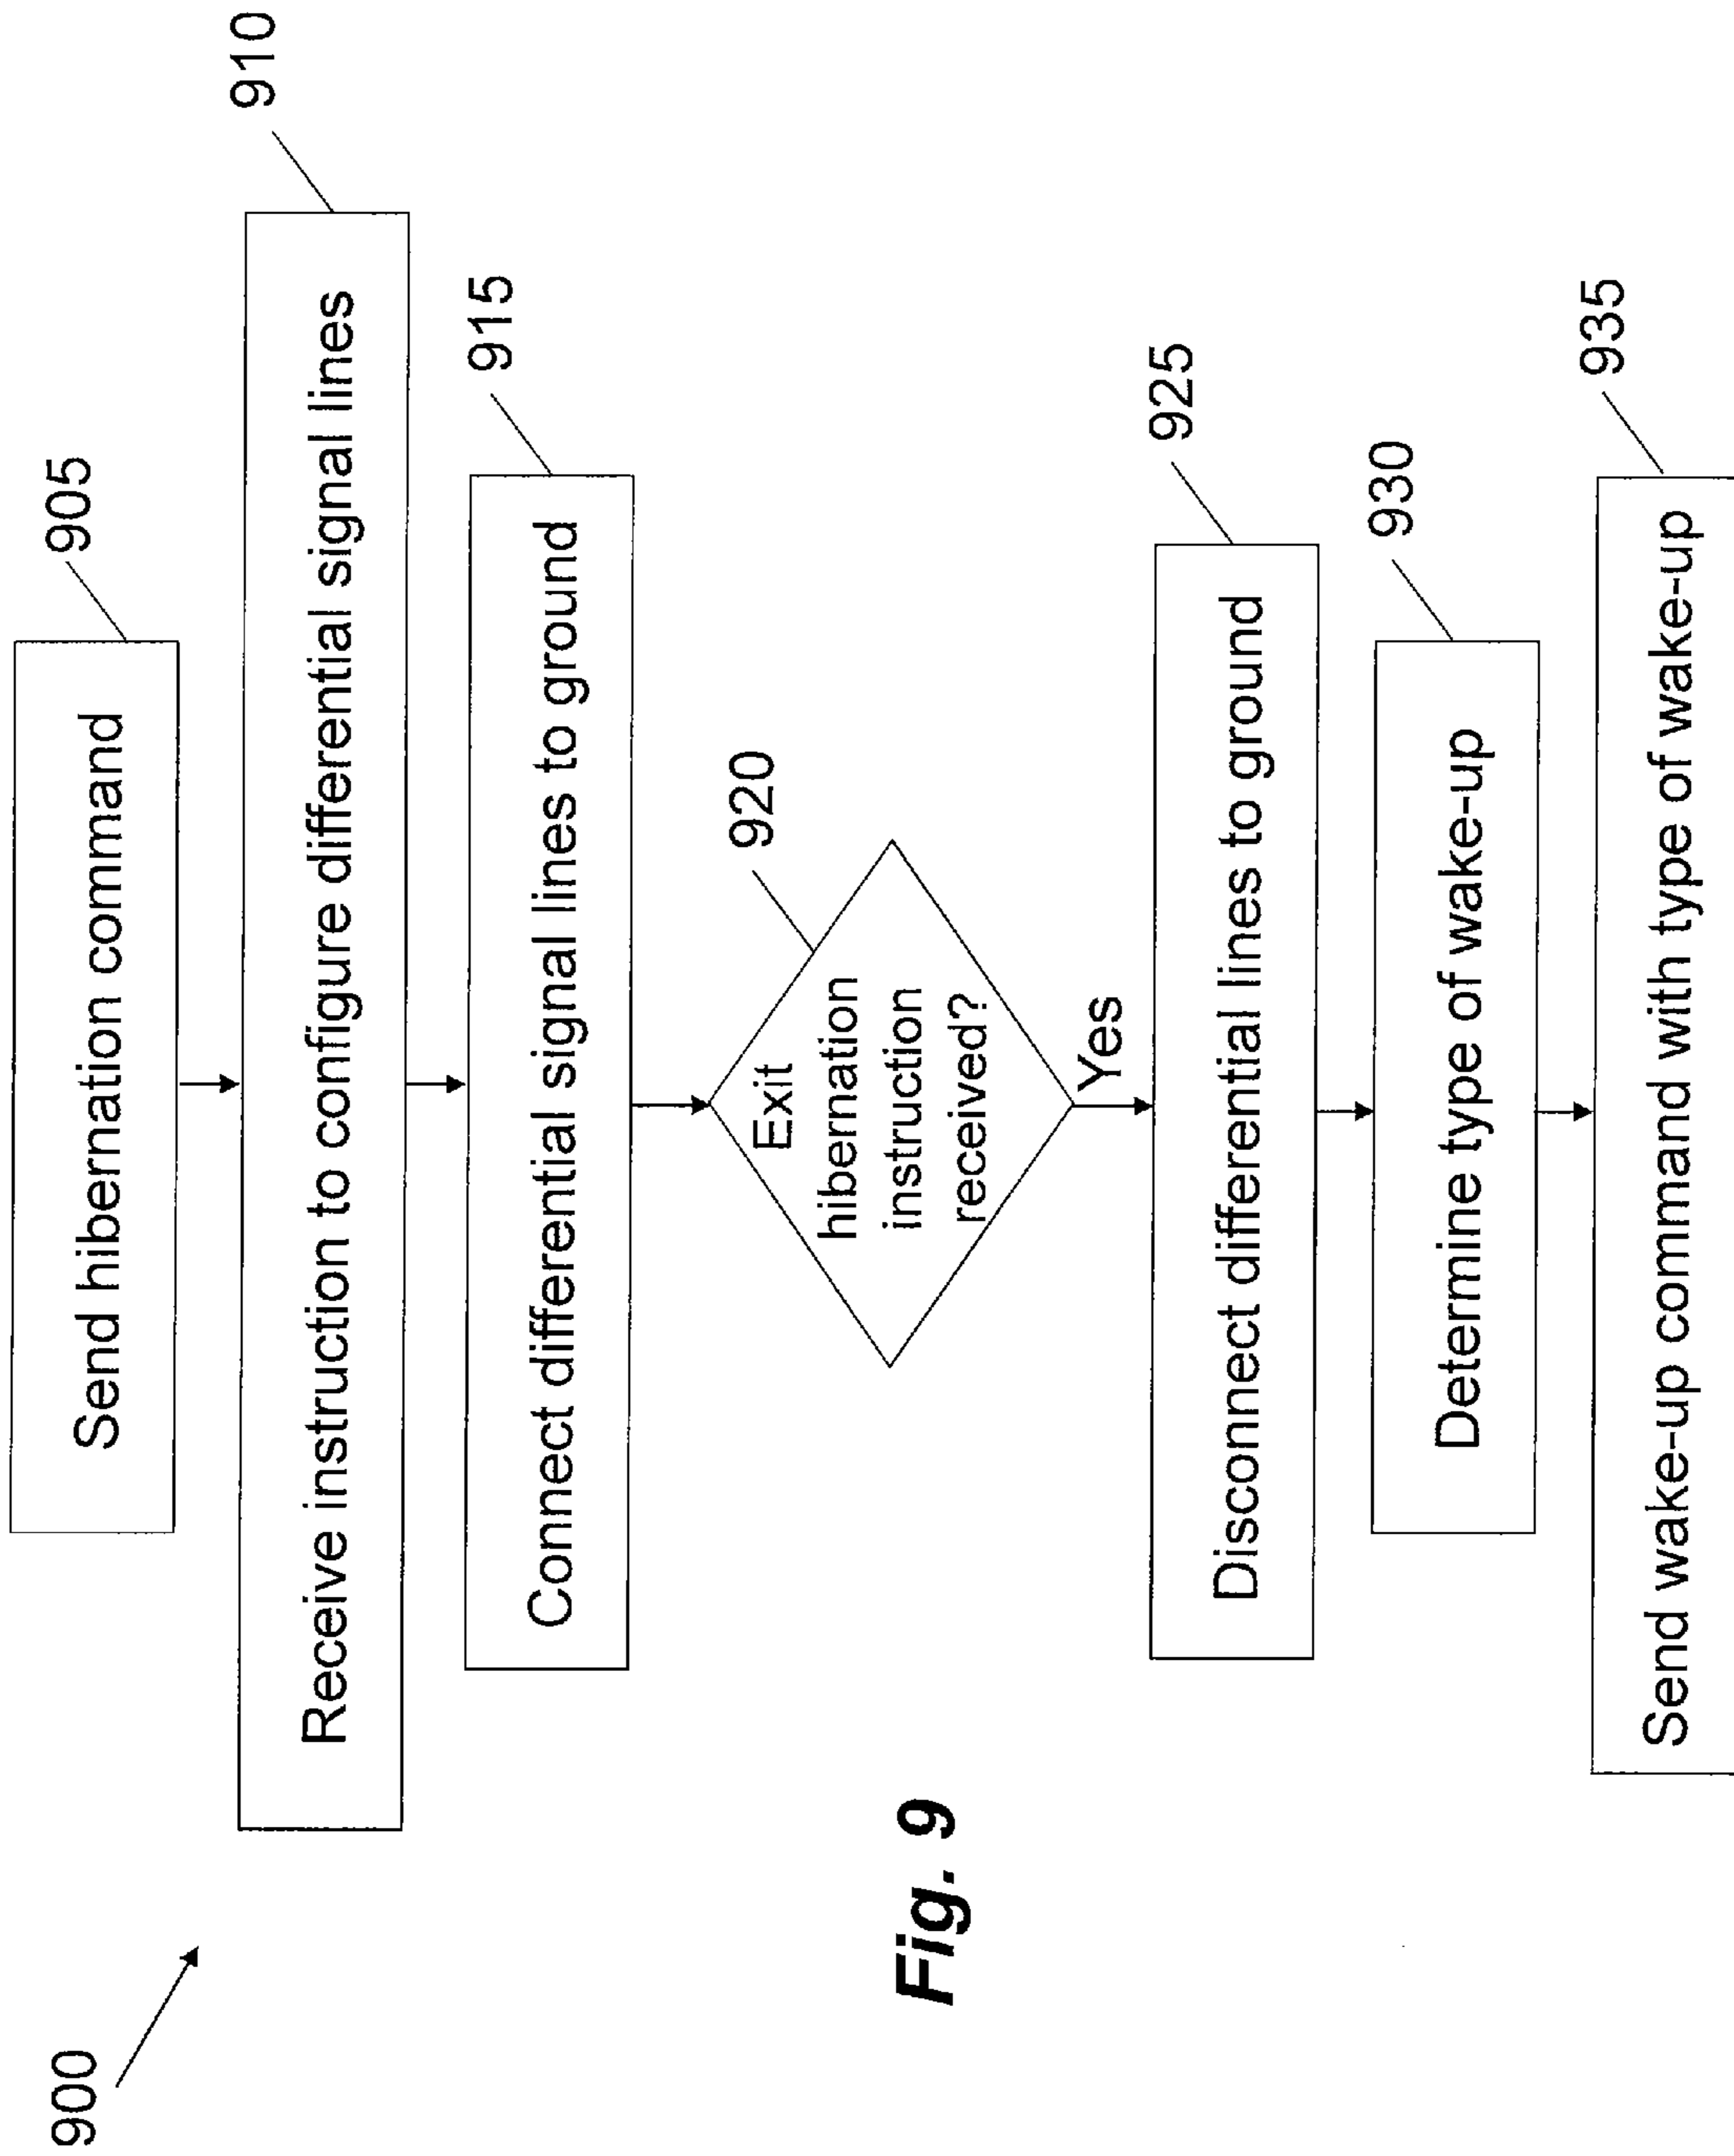 900
Send hibernation command
905
Receive instruction to configure differential signal lines
910
Connect differential signal lines to ground
915
Exit
hibernation
instruction
received?
920
Yes
Disconnect differential lines to ground
925
Determine type of wake-up
930
Send wake-up command with type of wake-up
935
Fig. 9